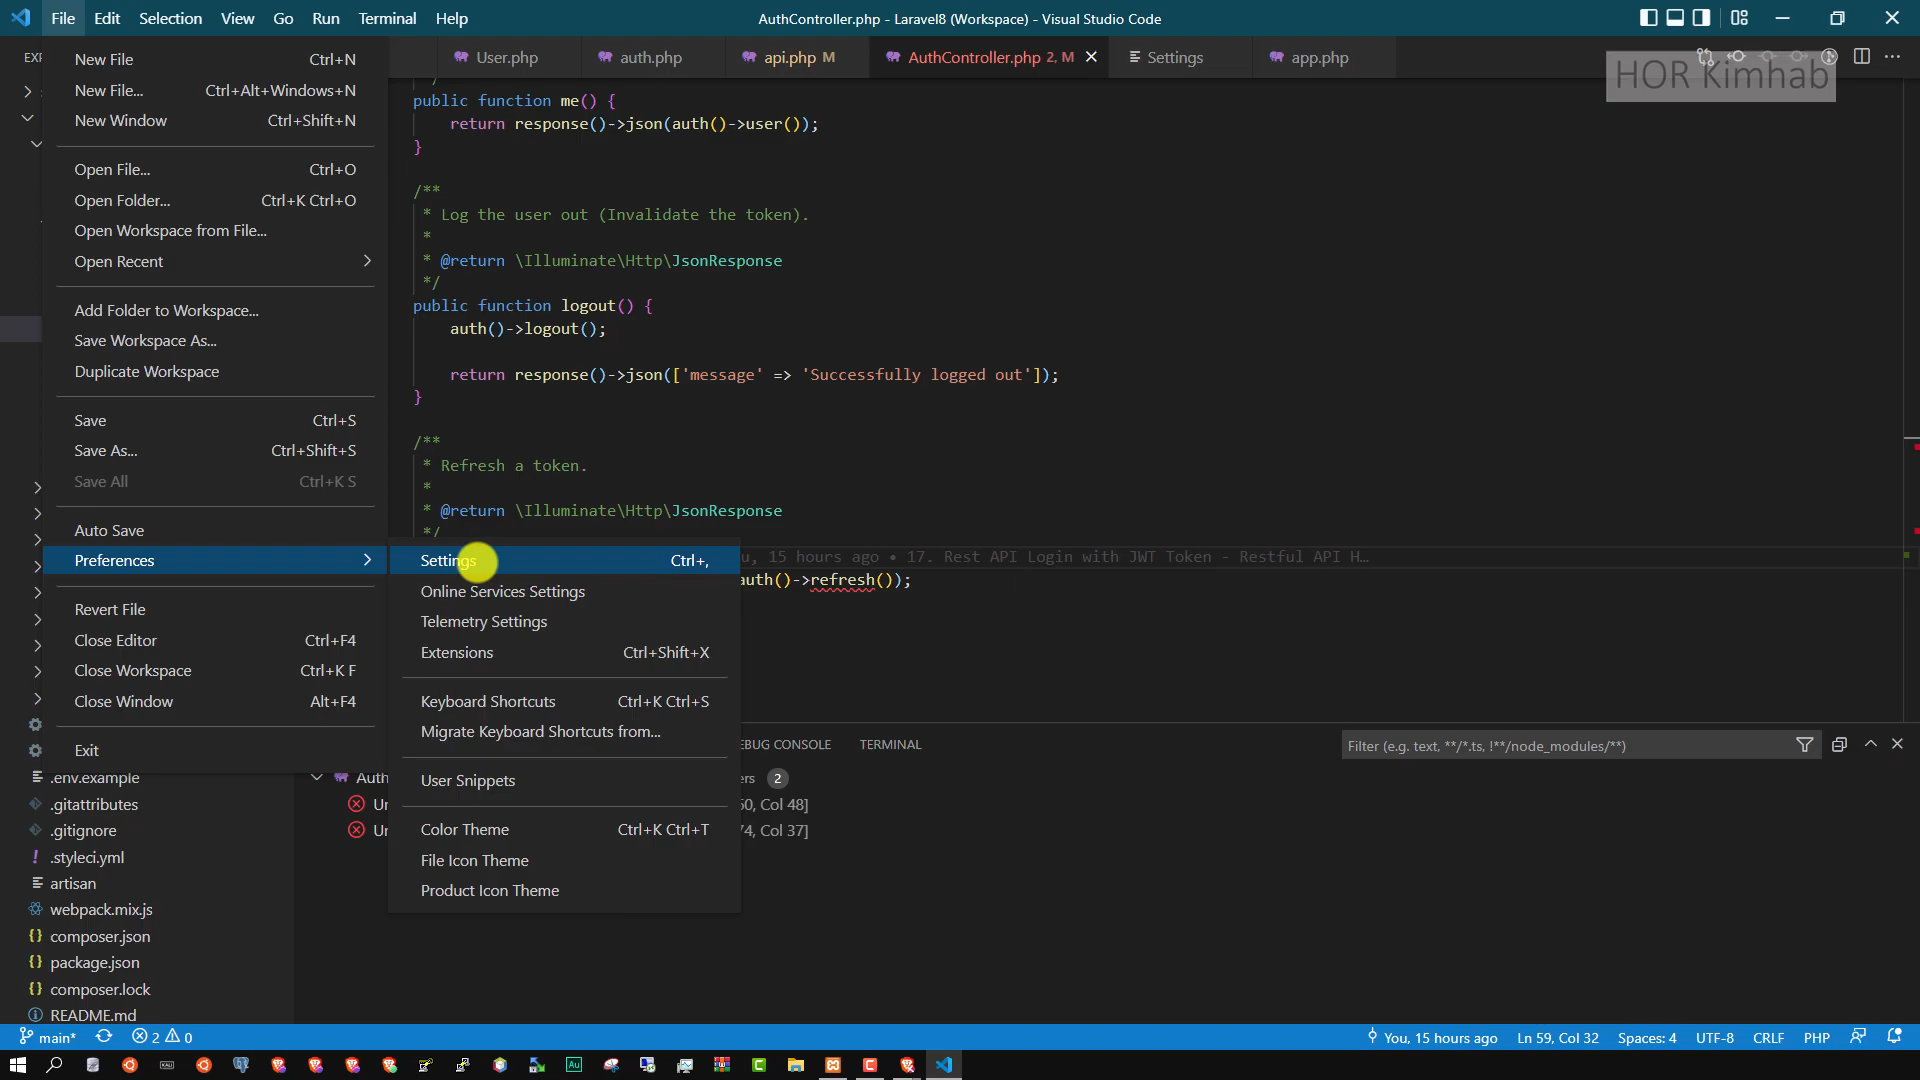 File Edit Selection View Go Run Terminal Help
AuthController.php - Laravel8 (Workspace) - Visual Studio Code
User.php
auth.php
api.php M
AuthController.php 2, M
Settings
app.php
HOR Kimhab
New File Ctrl+N
New File... Ctrl+Alt+Windows+N
New Window Ctrl+Shift+N
Open File... Ctrl+O
Open Folder... Ctrl+K Ctrl+O
Open Workspace from File...
Open Recent
Add Folder to Workspace...
Save Workspace As...
Duplicate Workspace
Save Ctrl+S
Save As... Ctrl+Shift+S
Save All Ctrl+K S
Auto Save
Preferences
Revert File
Close Editor Ctrl+F4
Close Workspace Ctrl+K F
Close Window Alt+F4
Exit
Settings Ctrl+,
Online Services Settings
Telemetry Settings
Extensions Ctrl+Shift+X
Keyboard Shortcuts Ctrl+K Ctrl+S
Migrate Keyboard Shortcuts from...
User Snippets
Color Theme Ctrl+K Ctrl+T
File Icon Theme
Product Icon Theme
public function me() {
return response()->json(auth()->user());
}
/**
* Log the user out (Invalidate the token).
*
* @return \Illuminate\Http\JsonResponse
*/
public function logout() {
auth()->logout();
return response()->json(['message' => 'Successfully logged out']);
}
/**
* Refresh a token.
*
* @return \Illuminate\Http\JsonResponse
*/
15 hours ago • 17. Rest API Login with JWT Token - Restful API H…
auth()->refresh());
TERMINAL
CONSOLE
Filter (e.g. text, **/*.ts, !**/node_modules/**)
2
Col 48]
Col 37]
.env.example
.gitattributes
.gitignore
.styleci.yml
artisan
webpack.mix.js
composer.json
package.json
composer.lock
README.md
main* 2 0
You, 15 hours ago Ln 59, Col 32 Spaces: 4 UTF-8 CRLF PHP